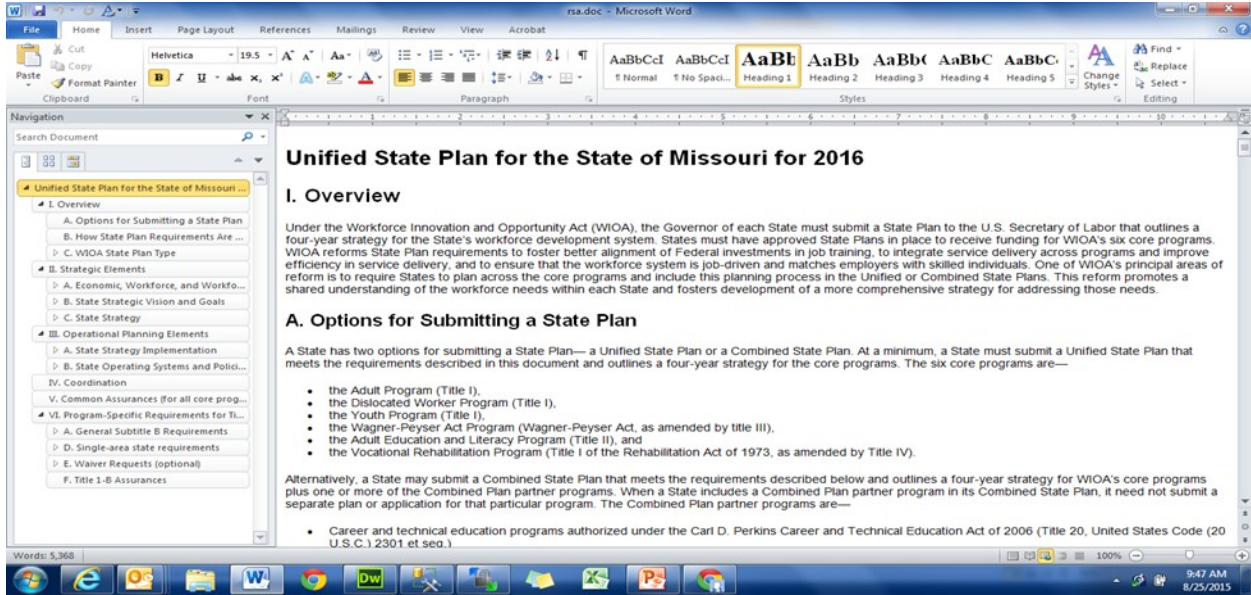 rsa.doc - Microsoft Word
File Home Insert Page Layout References Mailings Review View Acrobat
Cut
Copy
Format Painter
Paste
Helvetica 19.5
AaBbCcI AaBbCcI AaBb AaBb AaBb( AaBbC AaBbC
¶ Normal ¶ No Spaci... Heading 1 Heading 2 Heading 3 Heading 4 Heading 5
Change Styles
Find
Replace
Select
Clipboard Font Paragraph Styles Editing
Navigation
Search Document
Unified State Plan for the State of Missouri ...
I. Overview
A. Options for Submitting a State Plan
B. How State Plan Requirements Are ...
C. WIOA State Plan Type
II. Strategic Elements
A. Economic, Workforce, and Workfo...
B. State Strategic Vision and Goals
C. State Strategy
III. Operational Planning Elements
A. State Strategy Implementation
B. State Operating Systems and Polici...
IV. Coordination
V. Common Assurances (for all core prog...
VI. Program-Specific Requirements for Ti...
A. General Subtitle B Requirements
D. Single-area state requirements
E. Waiver Requests (optional)
F. Title 1-B Assurances
Unified State Plan for the State of Missouri for 2016
I. Overview
Under the Workforce Innovation and Opportunity Act (WIOA), the Governor of each State must submit a State Plan to the U.S. Secretary of Labor that outlines a
four-year strategy for the State's workforce development system. States must have approved State Plans in place to receive funding for WIOA's six core programs.
WIOA reforms State Plan requirements to foster better alignment of Federal investments in job training, to integrate service delivery across programs and improve
efficiency in service delivery, and to ensure that the workforce system is job-driven and matches employers with skilled individuals. One of WIOA's principal areas of
reform is to require States to plan across the core programs and include this planning process in the Unified or Combined State Plans. This reform promotes a
shared understanding of the workforce needs within each State and fosters development of a more comprehensive strategy for addressing those needs.
A. Options for Submitting a State Plan
A State has two options for submitting a State Plan— a Unified State Plan or a Combined State Plan. At a minimum, a State must submit a Unified State Plan that
meets the requirements described in this document and outlines a four-year strategy for the core programs. The six core programs are—
• the Adult Program (Title I),
• the Dislocated Worker Program (Title I),
• the Youth Program (Title I),
• the Wagner-Peyser Act Program (Wagner-Peyser Act, as amended by title III),
• the Adult Education and Literacy Program (Title II), and
• the Vocational Rehabilitation Program (Title I of the Rehabilitation Act of 1973, as amended by Title IV).
Alternatively, a State may submit a Combined State Plan that meets the requirements described below and outlines a four-year strategy for WIOA's core programs
plus one or more of the Combined Plan partner programs. When a State includes a Combined Plan partner program in its Combined State Plan, it need not submit a
separate plan or application for that particular program. The Combined Plan partner programs are—
• Career and technical education programs authorized under the Carl D. Perkins Career and Technical Education Act of 2006 (Title 20, United States Code (20
U.S.C.) 2301 et seq.)
Words: 5,368
100%
9:47 AM
8/25/2015